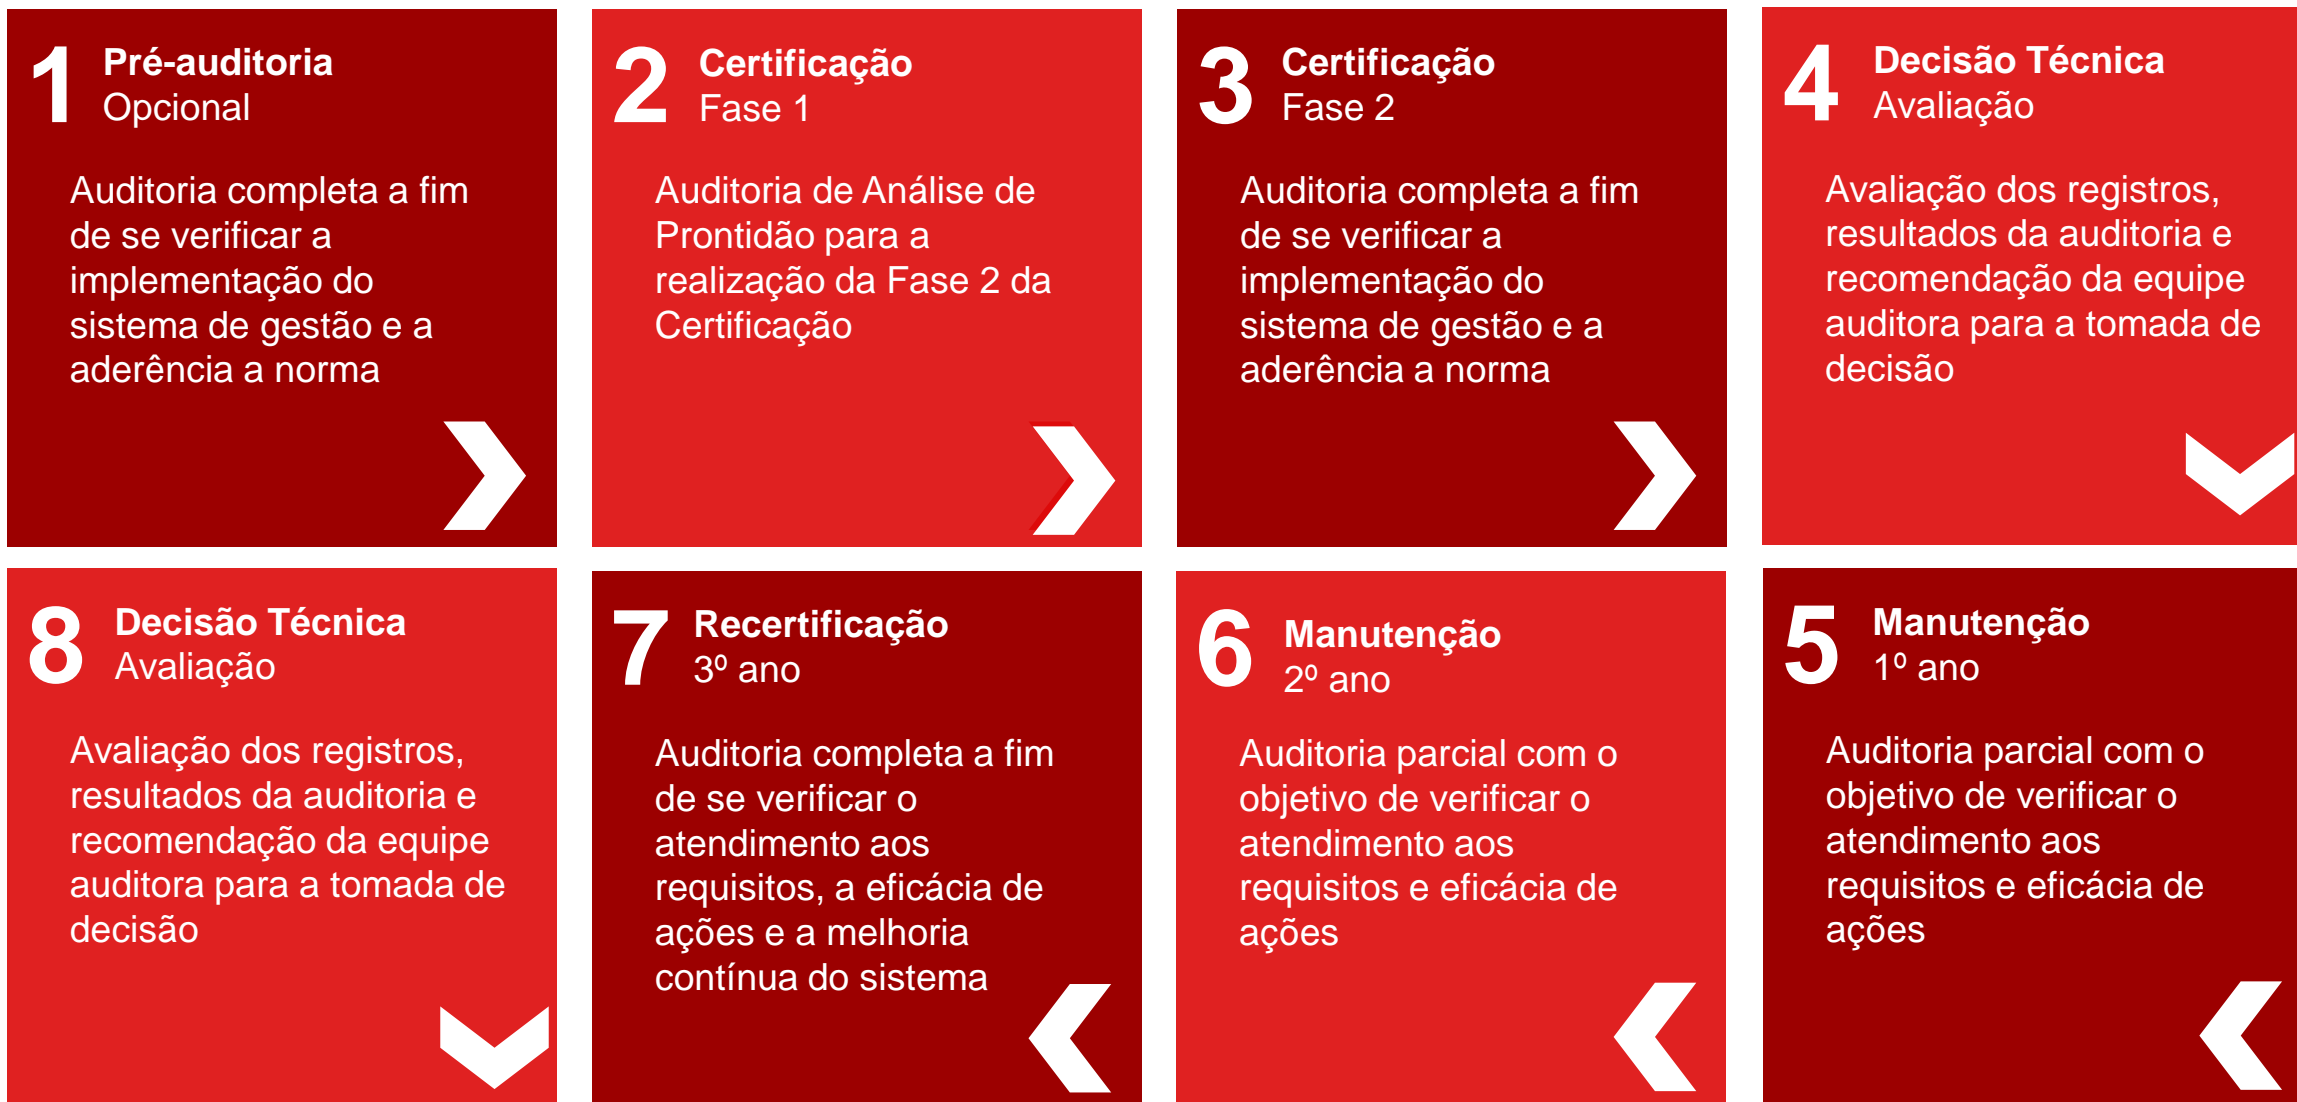 1
Pré-auditoria
Opcional
Auditoria completa a fim
de se verificar a
implementação do
sistema de gestão e a
aderência a norma
2
Certificação
Fase 1
Auditoria de Análise de
Prontidão para a
realização da Fase 2 da
Certificação
3
Certificação
Fase 2
Auditoria completa a fim
de se verificar a
implementação do
sistema de gestão e a
aderência a norma
4
Decisão Técnica
Avaliação
Avaliação dos registros,
resultados da auditoria e
recomendação da equipe
auditora para a tomada de
decisão
5
Manutenção
1º ano
Auditoria parcial com o
objetivo de verificar o
atendimento aos
requisitos e eficácia de
ações
6
Manutenção
2º ano
Auditoria parcial com o
objetivo de verificar o
atendimento aos
requisitos e eficácia de
ações
7
Recertificação
3º ano
Auditoria completa a fim
de se verificar o
atendimento aos
requisitos, a eficácia de
ações e a melhoria
contínua do sistema
8
Decisão Técnica
Avaliação
Avaliação dos registros,
resultados da auditoria e
recomendação da equipe
auditora para a tomada de
decisão